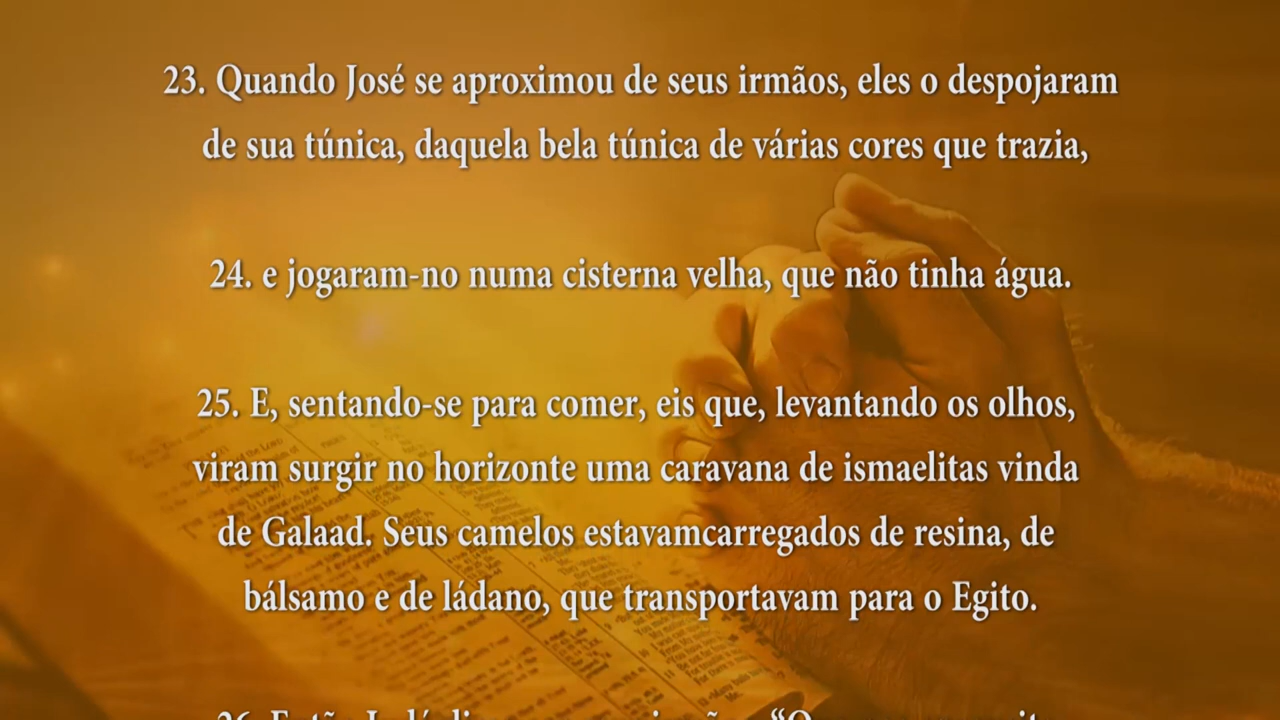 23. Quando José se aproximou de seus irmãos, eles o despojaram
de sua túnica, daquela bela túnica de várias cores que trazia,
24. e jogaram-no numa cisterna velha, que não tinha água.
25. E, sentando-se para comer, eis que, levantando os olhos,
viram surgir no horizonte uma caravana de ismaelitas vinda
de Galaad. Seus camelos estavamcarregados de resina, de
bálsamo e de ládano, que transportavam para o Egito.